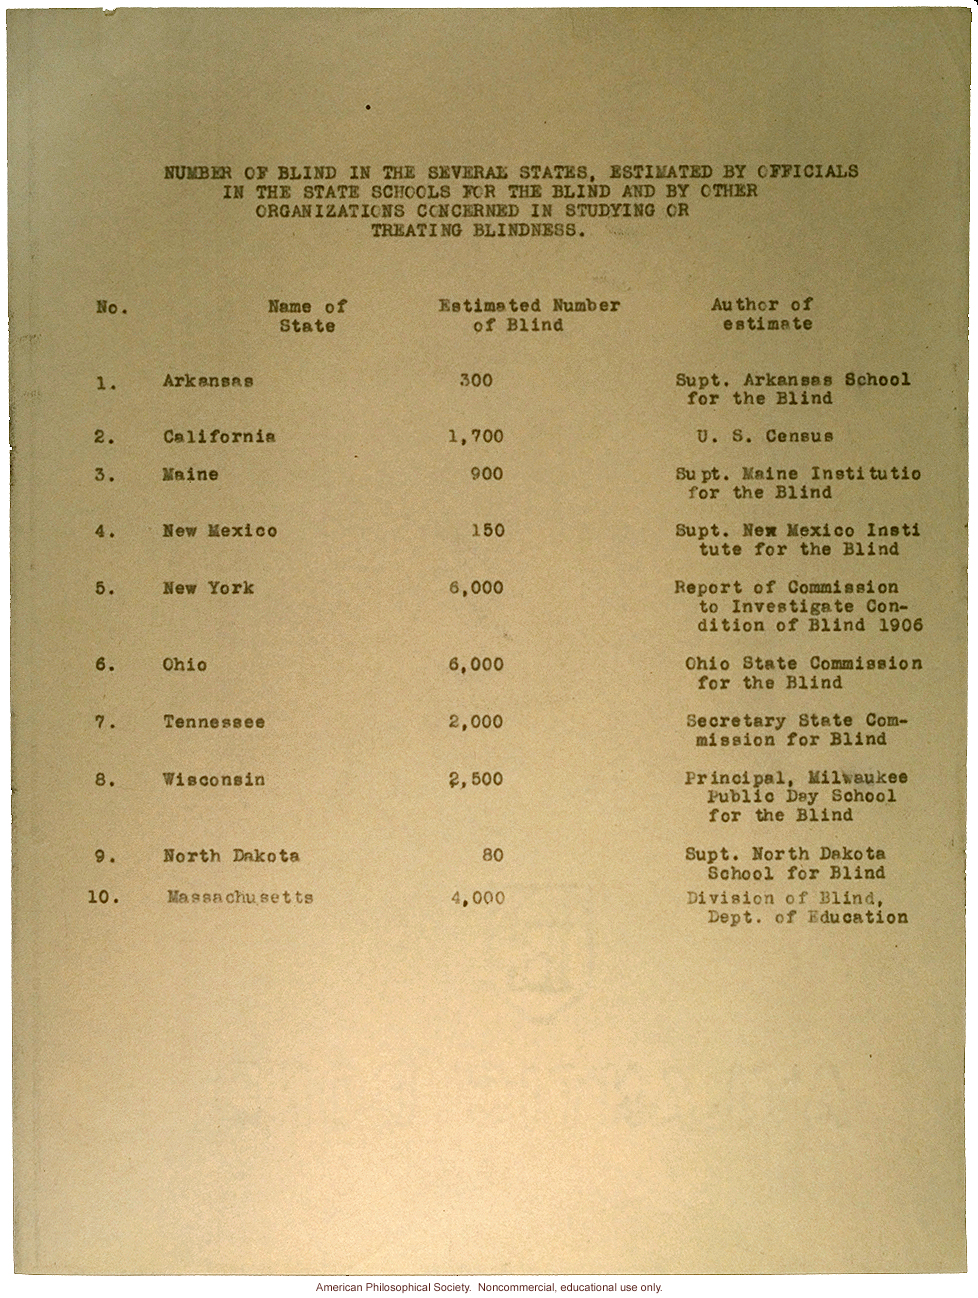 NUMBER OF BLIND IN THE SEVERAL STATES, ESTIMATED BY OFFICIALS
IN THE STATE SCHOOLS FOR THE BLIND AND BY OTHER
ORGANIZATIONS CONCERNED IN STUDYING OR
TREATING BLINDNESS.
No. Name of Estimated Number Author of
State of Blind estimate
1. Arkansas 300 Supt. Arkansas School
for the Blind
2. California 1,700 U. S. Census
3. Maine 900 Supt. Maine Institutio
for the Blind
4. New Mexico 150 Supt. New Mexico Insti
tute for the Blind
5. New York 6,000 Report of Commission
to Investigate Con-
dition of Blind 1906
6. Ohio 6,000 Ohio State Commission
for the Blind
7. Tennessee 2,000 Secretary State Com-
mission for Blind
8. Wisconsin 2,500 Principal, Milwaukee
Public Day School
for the Blind
9. North Dakota 80 Supt. North Dakota
School for Blind
10. Massachusetts 4,000 Division of Blind,
Dept. of Education
American Philosophical Society. Noncommercial, educational use only.